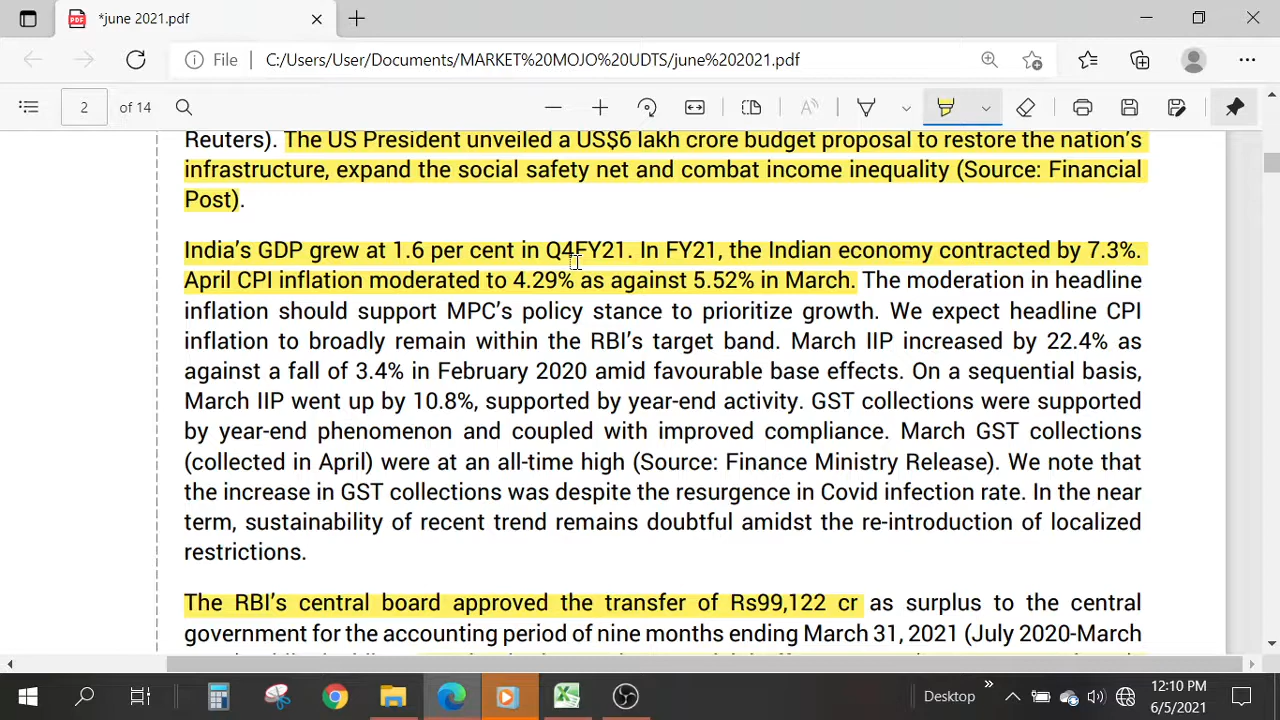 *june 2021.pdf
File C:/Users/User/Documents/MARKET%20MOJO%20UDTS/june%202021.pdf
2 of 14
Reuters). The US President unveiled a US$6 lakh crore budget proposal to restore the nation's
infrastructure, expand the social safety net and combat income inequality (Source: Financial
Post).
India's GDP grew at 1.6 per cent in Q4FY21. In FY21, the Indian economy contracted by 7.3%.
April CPI inflation moderated to 4.29% as against 5.52% in March. The moderation in headline
inflation should support MPC's policy stance to prioritize growth. We expect headline CPI
inflation to broadly remain within the RBI's target band. March IIP increased by 22.4% as
against a fall of 3.4% in February 2020 amid favourable base effects. On a sequential basis,
March IIP went up by 10.8%, supported by year-end activity. GST collections were supported
by year-end phenomenon and coupled with improved compliance. March GST collections
(collected in April) were at an all-time high (Source: Finance Ministry Release). We note that
the increase in GST collections was despite the resurgence in Covid infection rate. In the near
term, sustainability of recent trend remains doubtful amidst the re-introduction of localized
restrictions.
The RBI's central board approved the transfer of Rs99,122 cr as surplus to the central
government for the accounting period of nine months ending March 31, 2021 (July 2020-March
Desktop
12:10 PM
6/5/2021